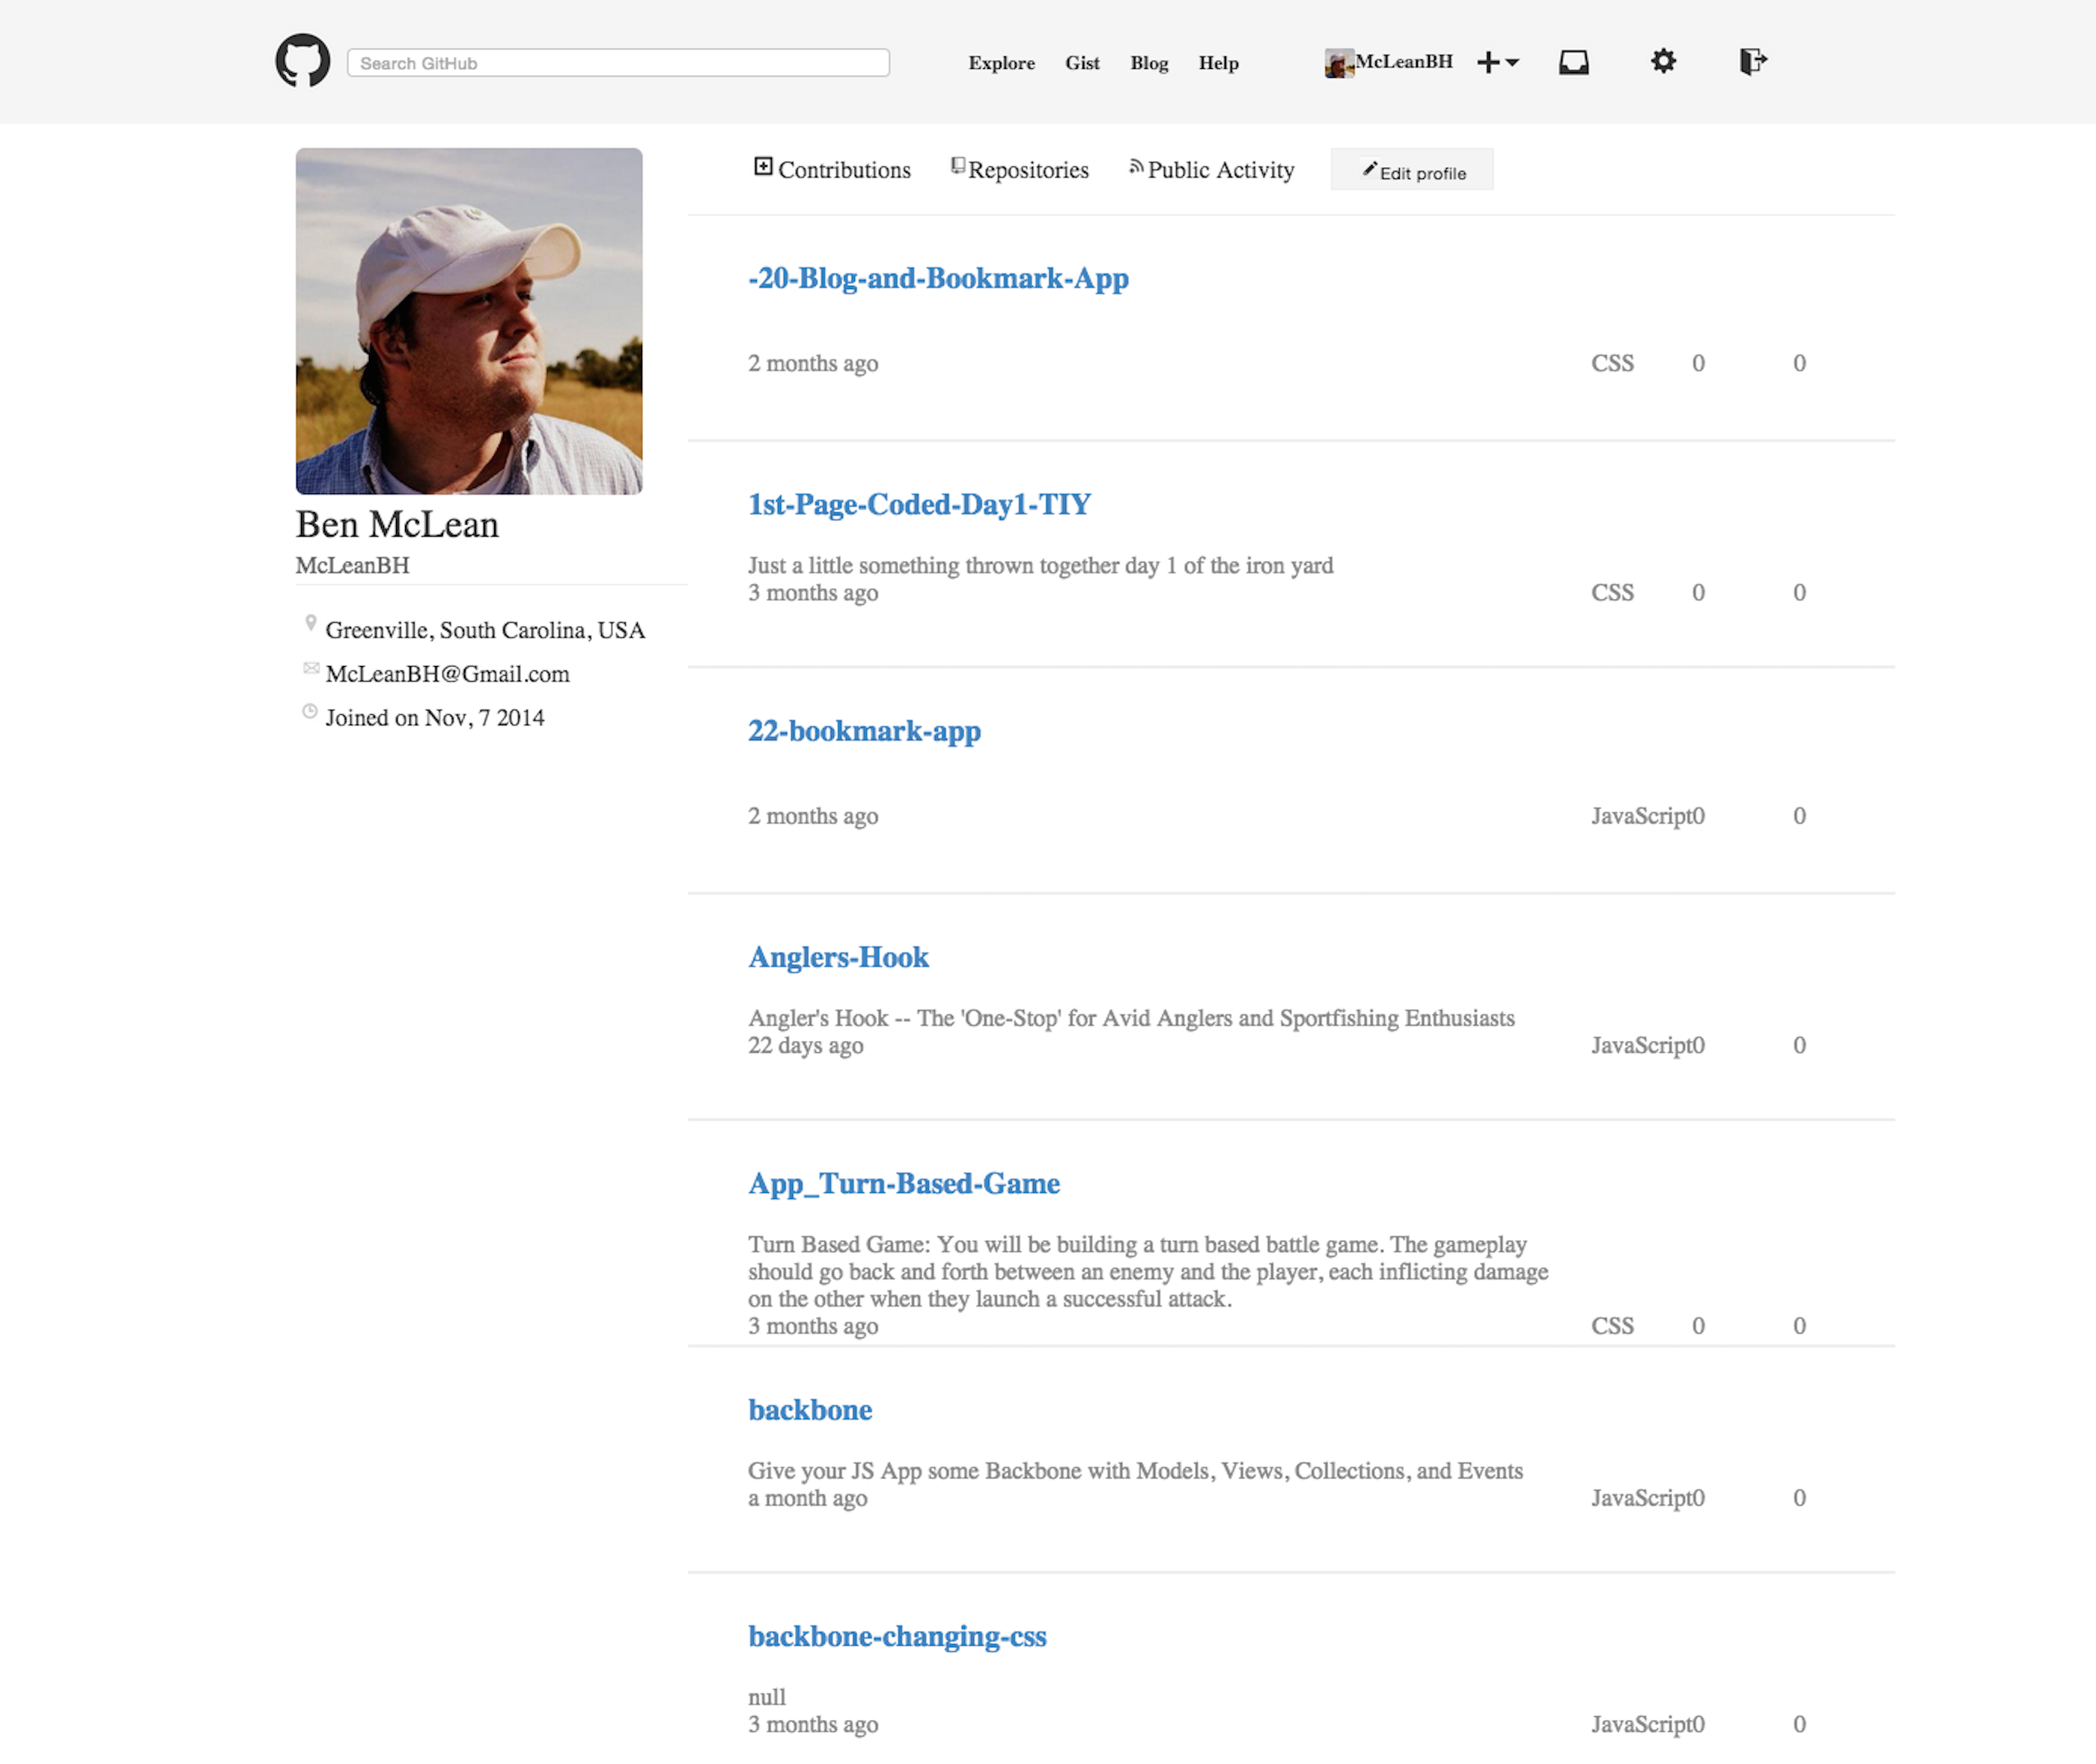 Search GitHub
Explore Gist Blog Help
McLeanBH
Contributions Repositories Public Activity Edit profile
Ben McLean
McLeanBH
Greenville, South Carolina, USA
McLeanBH@Gmail.com
Joined on Nov, 7 2014
-20-Blog-and-Bookmark-App
2 months ago CSS 0 0
1st-Page-Coded-Day1-TIY
Just a little something thrown together day 1 of the iron yard
3 months ago CSS 0 0
22-bookmark-app
2 months ago JavaScript0 0
Anglers-Hook
Angler's Hook -- The 'One-Stop' for Avid Anglers and Sportfishing Enthusiasts
22 days ago JavaScript0 0
App_Turn-Based-Game
Turn Based Game: You will be building a turn based battle game. The gameplay
should go back and forth between an enemy and the player, each inflicting damage
on the other when they launch a successful attack.
3 months ago CSS 0 0
backbone
Give your JS App some Backbone with Models, Views, Collections, and Events
a month ago JavaScript0 0
backbone-changing-css
null
3 months ago JavaScript0 0